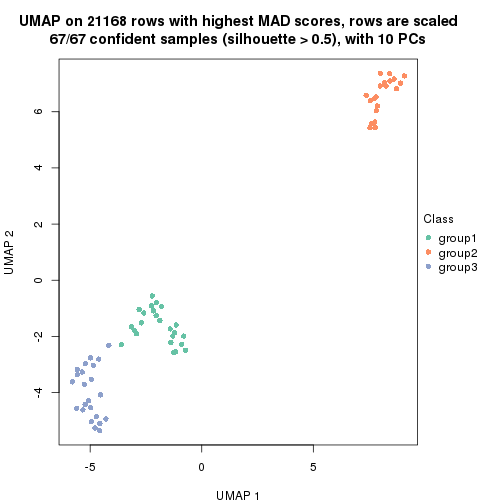 UMAP on 21168 rows with highest MAD scores, rows are scaled
67/67 confident samples (silhouette > 0.5), with 10 PCs
6
4
2
0
-2
-4
UMAP 2
-5
0
5
UMAP 1
Class
group1
group2
group3